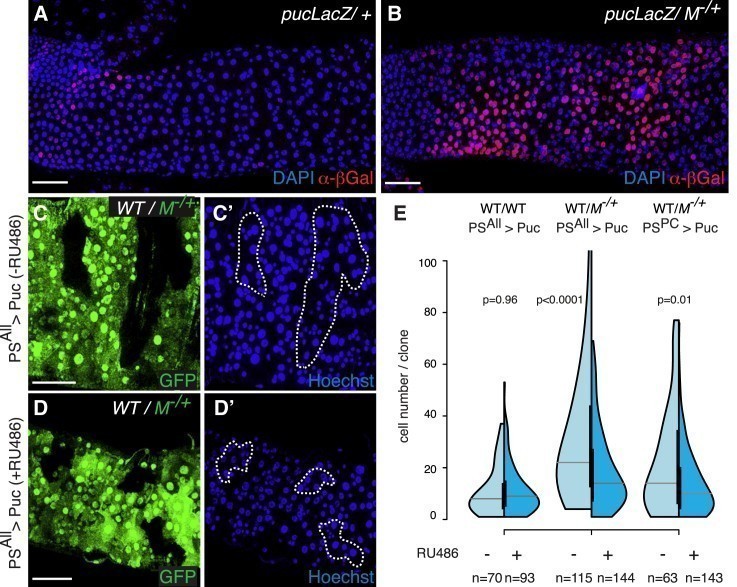 A
pucLacZ/ +
DAPI α-βGal
B
pucLacZ/ M-/+
DAPI α-βGal
PSAll > Puc (-RU486)
C
WT / M-/+
GFP
C'
Hoechst
PSAll > Puc (+RU486)
D
WT / M-/+
GFP
D'
Hoechst
E
WT/WT
PSAll > Puc
WT/M-/+
PSAll > Puc
WT/M-/+
PSPC > Puc
cell number / clone
100
80
60
40
20
0
p=0.96
p<0.0001
p=0.01
RU486
- + - + - +
n=70 n=93 n=115 n=144 n=63 n=143